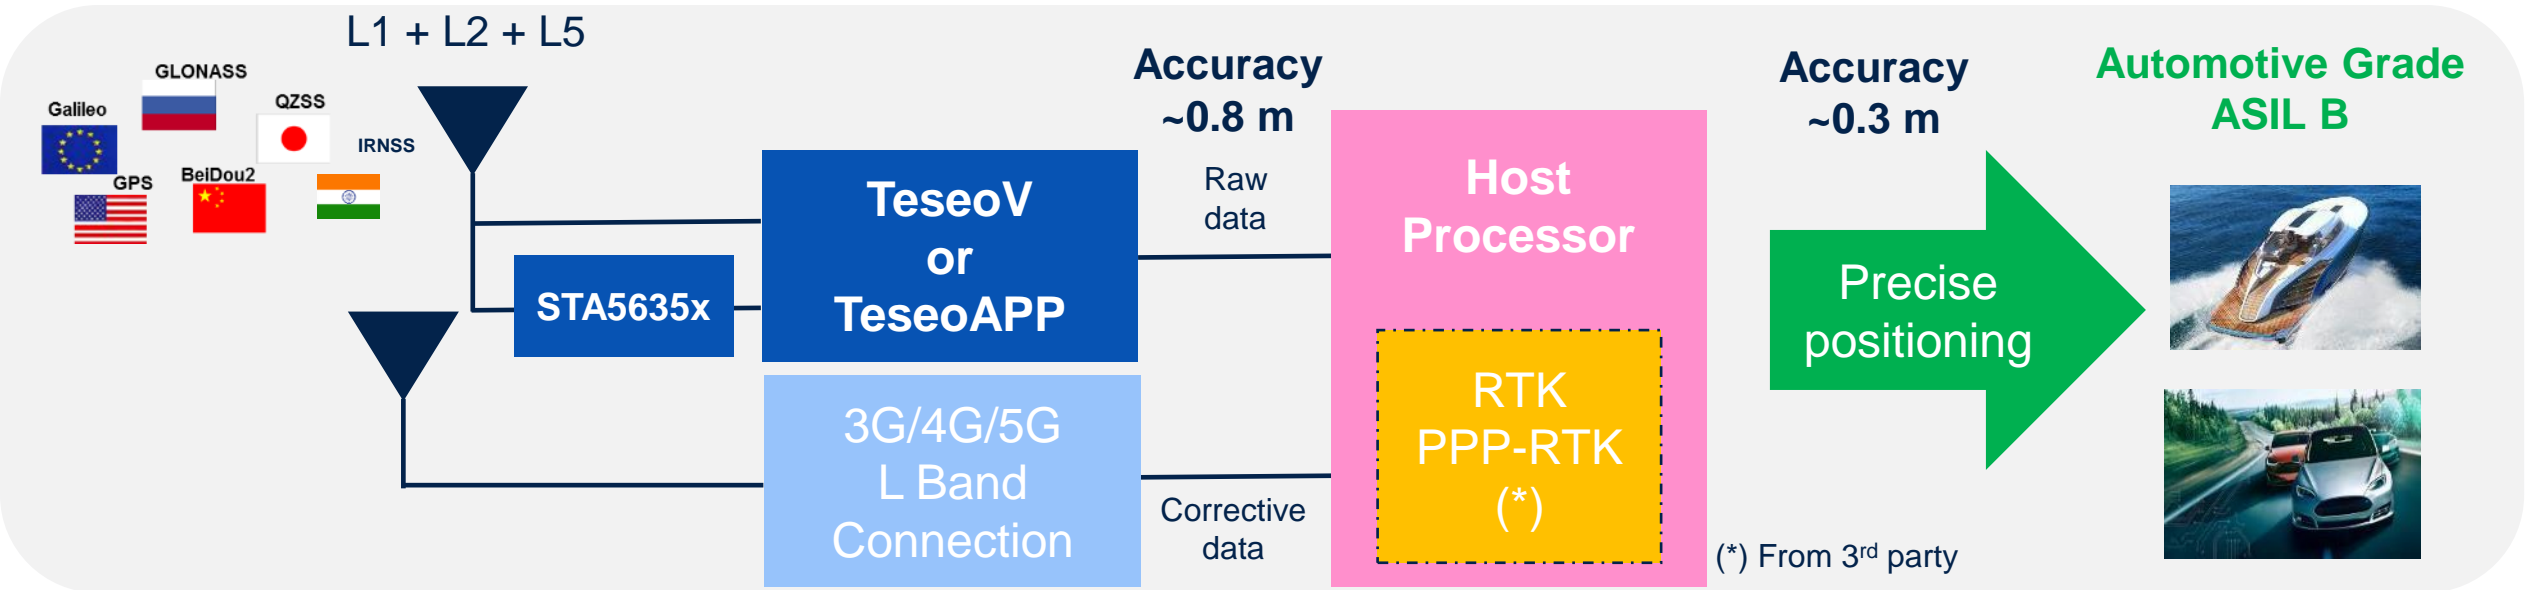 L1 + L2 + L5
GLONASS
Galileo
QZSS
IRNSS
GPS
BeiDou2
STA5635x
TeseoV
or
TeseoAPP
3G/4G/5G
L Band
Connection
Accuracy
~0.8 m
Raw
data
Corrective
data
Host
Processor
RTK
PPP-RTK
(*)
Accuracy
~0.3 m
Precise
positioning
(*) From 3rd party
Automotive Grade
ASIL B